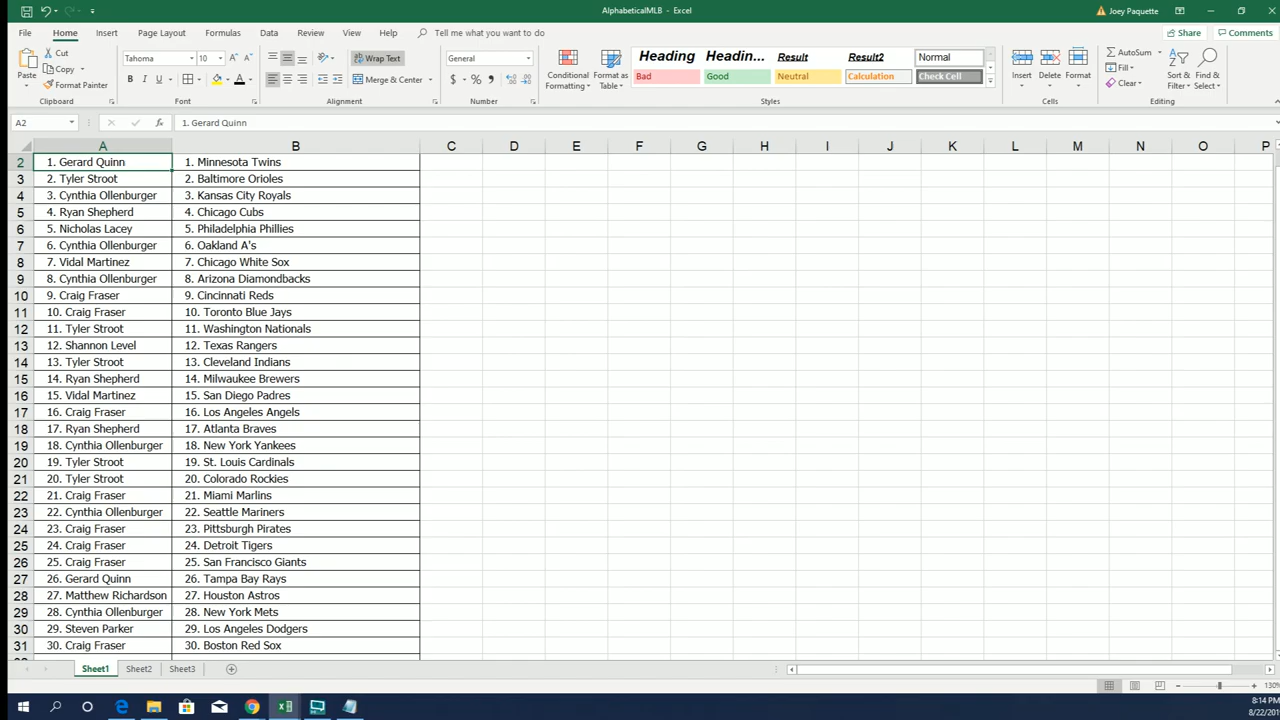 AlphabeticalMLB - Excel
Joey Paquette
File Home Insert Page Layout Formulas Data Review View Help Tell me what you want to do Share Comments
Paste Cut Copy Format Painter Clipboard
Tahoma 10 B I U A Font
Wrap Text Merge & Center Alignment
General $ % , Number
Conditional Formatting Format as Table
Heading Headin... Result Result2 Normal
Bad Good Neutral Calculation Check Cell
Styles
Insert Delete Format Cells
AutoSum Fill Clear Sort & Filter Find & Select Editing
A2 fx 1. Gerard Quinn
A B C D E F G H I J K L M N O P
2 1. Gerard Quinn 1. Minnesota Twins
3 2. Tyler Stroot 2. Baltimore Orioles
4 3. Cynthia Ollenburger 3. Kansas City Royals
5 4. Ryan Shepherd 4. Chicago Cubs
6 5. Nicholas Lacey 5. Philadelphia Phillies
7 6. Cynthia Ollenburger 6. Oakland A's
8 7. Vidal Martinez 7. Chicago White Sox
9 8. Cynthia Ollenburger 8. Arizona Diamondbacks
10 9. Craig Fraser 9. Cincinnati Reds
11 10. Craig Fraser 10. Toronto Blue Jays
12 11. Tyler Stroot 11. Washington Nationals
13 12. Shannon Level 12. Texas Rangers
14 13. Tyler Stroot 13. Cleveland Indians
15 14. Ryan Shepherd 14. Milwaukee Brewers
16 15. Vidal Martinez 15. San Diego Padres
17 16. Craig Fraser 16. Los Angeles Angels
18 17. Ryan Shepherd 17. Atlanta Braves
19 18. Cynthia Ollenburger 18. New York Yankees
20 19. Tyler Stroot 19. St. Louis Cardinals
21 20. Tyler Stroot 20. Colorado Rockies
22 21. Craig Fraser 21. Miami Marlins
23 22. Cynthia Ollenburger 22. Seattle Mariners
24 23. Craig Fraser 23. Pittsburgh Pirates
25 24. Craig Fraser 24. Detroit Tigers
26 25. Craig Fraser 25. San Francisco Giants
27 26. Gerard Quinn 26. Tampa Bay Rays
28 27. Matthew Richardson 27. Houston Astros
29 28. Cynthia Ollenburger 28. New York Mets
30 29. Steven Parker 29. Los Angeles Dodgers
31 30. Craig Fraser 30. Boston Red Sox
Sheet1 Sheet2 Sheet3
130%
8:14 PM
8/22/201